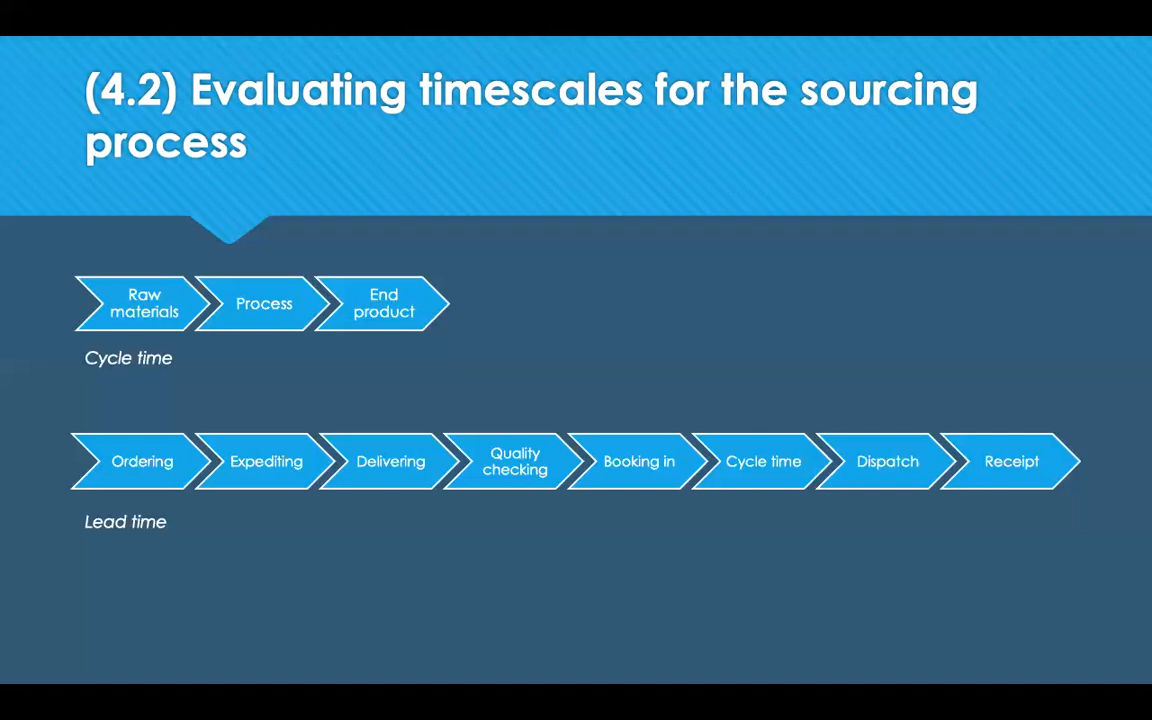 (4.2) Evaluating timescales for the sourcing
process
Raw
materials
Process
End
product
Cycle time
Ordering
Expediting
Delivering
Quality
checking
Booking in
Cycle time
Dispatch
Receipt
Lead time